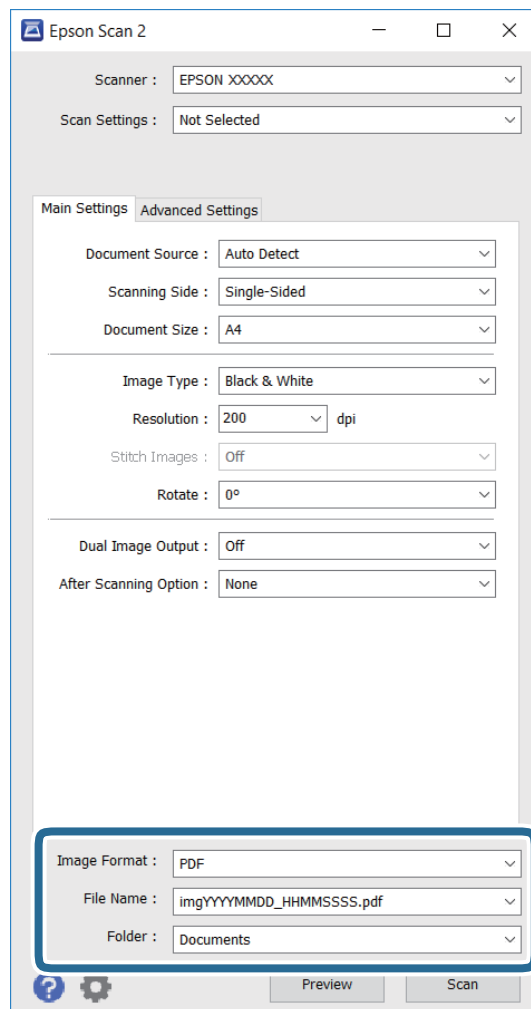 Epson Scan 2
Scanner : EPSON XXXXX
Scan Settings : Not Selected
Main Settings Advanced Settings
Document Source : Auto Detect
Scanning Side : Single-Sided
Document Size : A4
Image Type : Black & White
Resolution : 200 dpi
Stitch Images : Off
Rotate : 0°
Dual Image Output : Off
After Scanning Option : None
Image Format : PDF
File Name : imgYYYYMMDD_HHMMSSSS.pdf
Folder : Documents
? Preview Scan